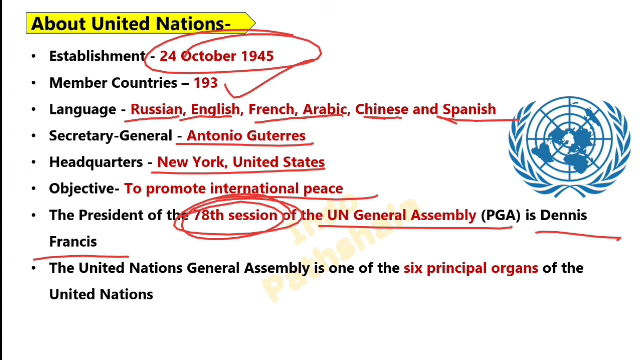 About United Nations-
• Establishment - 24 October 1945
• Member Countries – 193
• Language - Russian, English, French, Arabic, Chinese and Spanish
• Secretary-General - Antonio Guterres
• Headquarters - New York, United States
• Objective- To promote international peace
• The President of the 78th session of the UN General Assembly (PGA) is Dennis
Francis
• The United Nations General Assembly is one of the six principal organs of the
United Nations
Pathshala